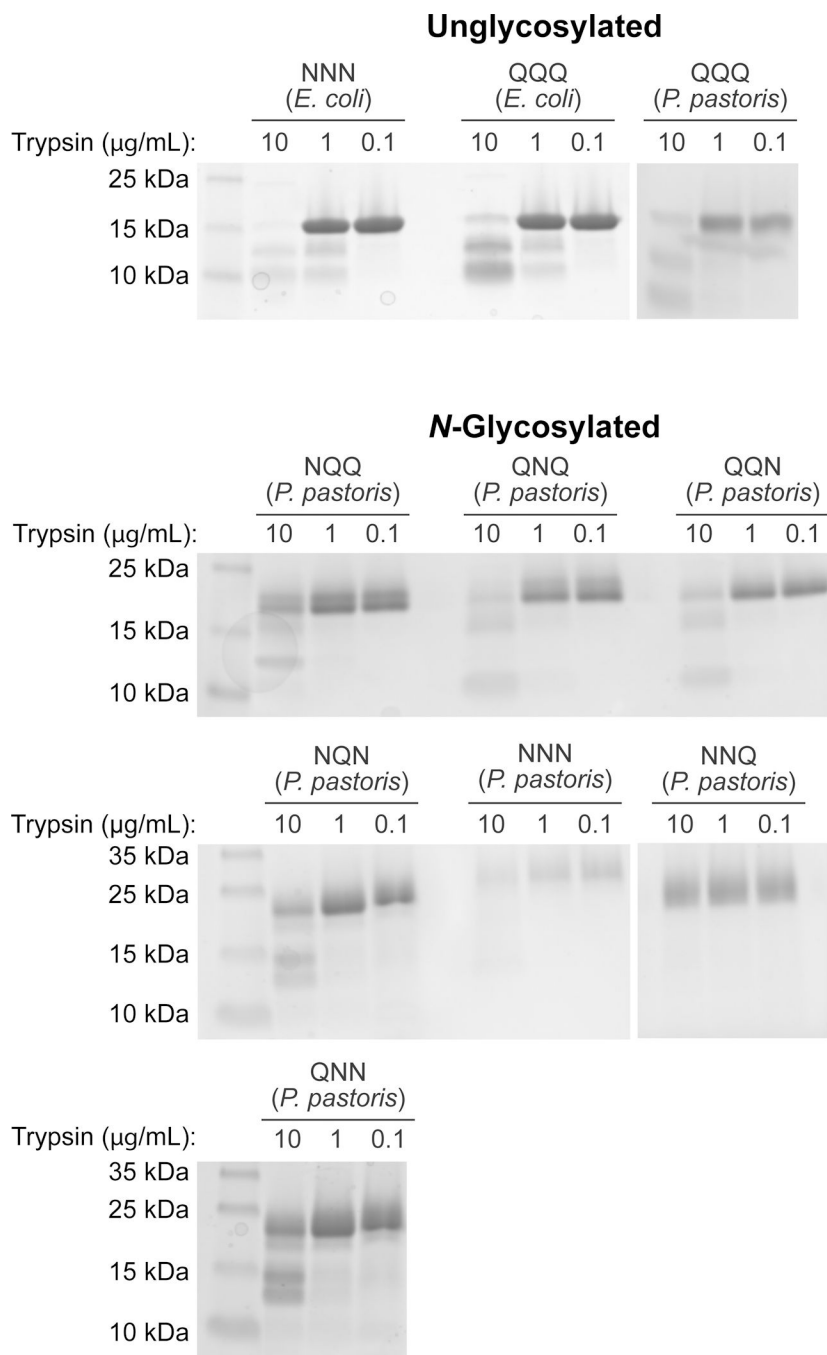 Unglycosylated
NNN QQQ QQQ
(E. coli) (E. coli) (P. pastoris)
Trypsin (μg/mL): 10 1 0.1 10 1 0.1 10 1 0.1
25 kDa
15 kDa
10 kDa
N-Glycosylated
NQQ QNQ QQN
(P. pastoris) (P. pastoris) (P. pastoris)
Trypsin (μg/mL): 10 1 0.1 10 1 0.1 10 1 0.1
25 kDa
15 kDa
10 kDa
NQN NNN NNQ
(P. pastoris) (P. pastoris) (P. pastoris)
Trypsin (μg/mL): 10 1 0.1 10 1 0.1 10 1 0.1
35 kDa
25 kDa
15 kDa
10 kDa
QNN
(P. pastoris)
Trypsin (μg/mL): 10 1 0.1
35 kDa
25 kDa
15 kDa
10 kDa